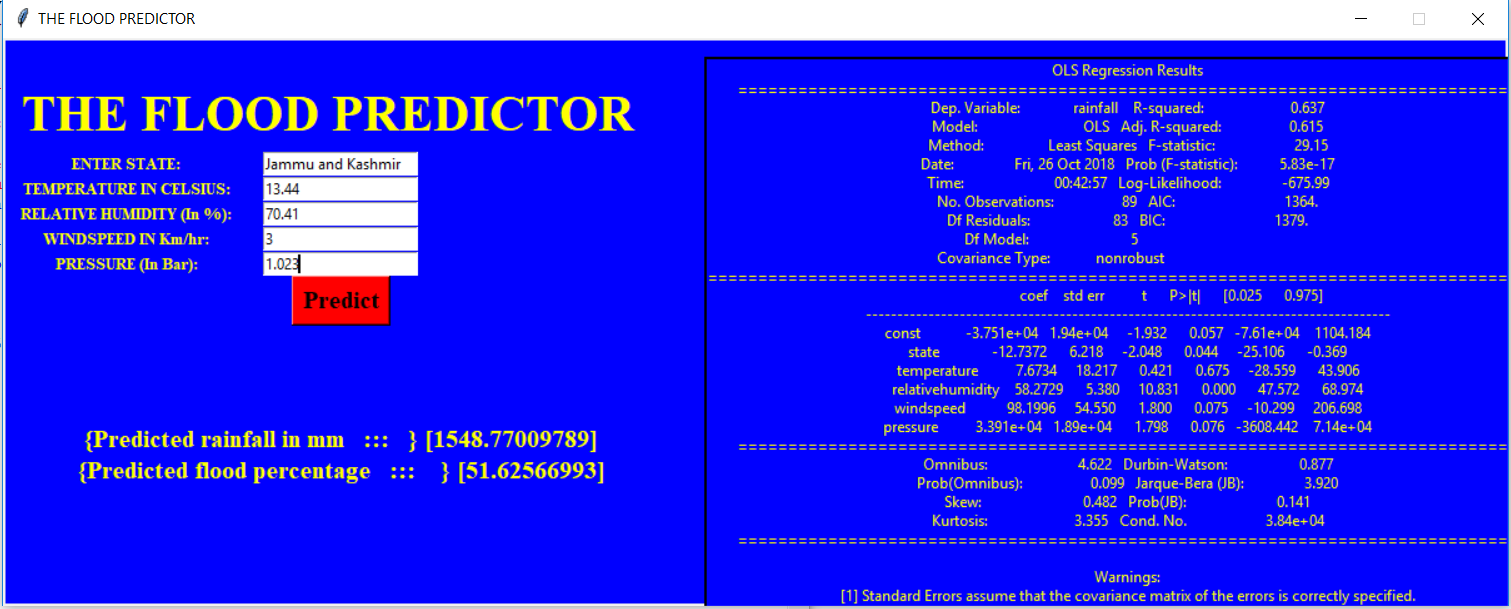 THE FLOOD PREDICTOR
THE FLOOD PREDICTOR
ENTER STATE: Jammu and Kashmir
TEMPERATURE IN CELSIUS: 13.44
RELATIVE HUMIDITY (In %): 70.41
WINDSPEED IN Km/hr: 3
PRESSURE (In Bar): 1.023
Predict
{Predicted rainfall in mm ::: } [1548.77009789]
{Predicted flood percentage ::: } [51.62566993]
OLS Regression Results
==============================================================================
Dep. Variable: rainfall R-squared: 0.637
Model: OLS Adj. R-squared: 0.615
Method: Least Squares F-statistic: 29.15
Date: Fri, 26 Oct 2018 Prob (F-statistic): 5.83e-17
Time: 00:42:57 Log-Likelihood: -675.99
No. Observations: 89 AIC: 1364.
Df Residuals: 83 BIC: 1379.
Df Model: 5
Covariance Type: nonrobust
==============================================================================
coef std err t P>|t| [0.025 0.975]
------------------------------------------------------------------------------
const -3.751e+04 1.94e+04 -1.932 0.057 -7.61e+04 1104.184
state -12.7372 6.218 -2.048 0.044 -25.106 -0.369
temperature 7.6734 18.217 0.421 0.675 -28.559 43.906
relativehumidity 58.2729 5.380 10.831 0.000 47.572 68.974
windspeed 98.1996 54.550 1.800 0.075 -10.299 206.698
pressure 3.391e+04 1.89e+04 1.798 0.076 -3608.442 7.14e+04
==============================================================================
Omnibus: 4.622 Durbin-Watson: 0.877
Prob(Omnibus): 0.099 Jarque-Bera (JB): 3.920
Skew: 0.482 Prob(JB): 0.141
Kurtosis: 3.355 Cond. No. 3.84e+04
==============================================================================
Warnings:
[1] Standard Errors assume that the covariance matrix of the errors is correctly specified.